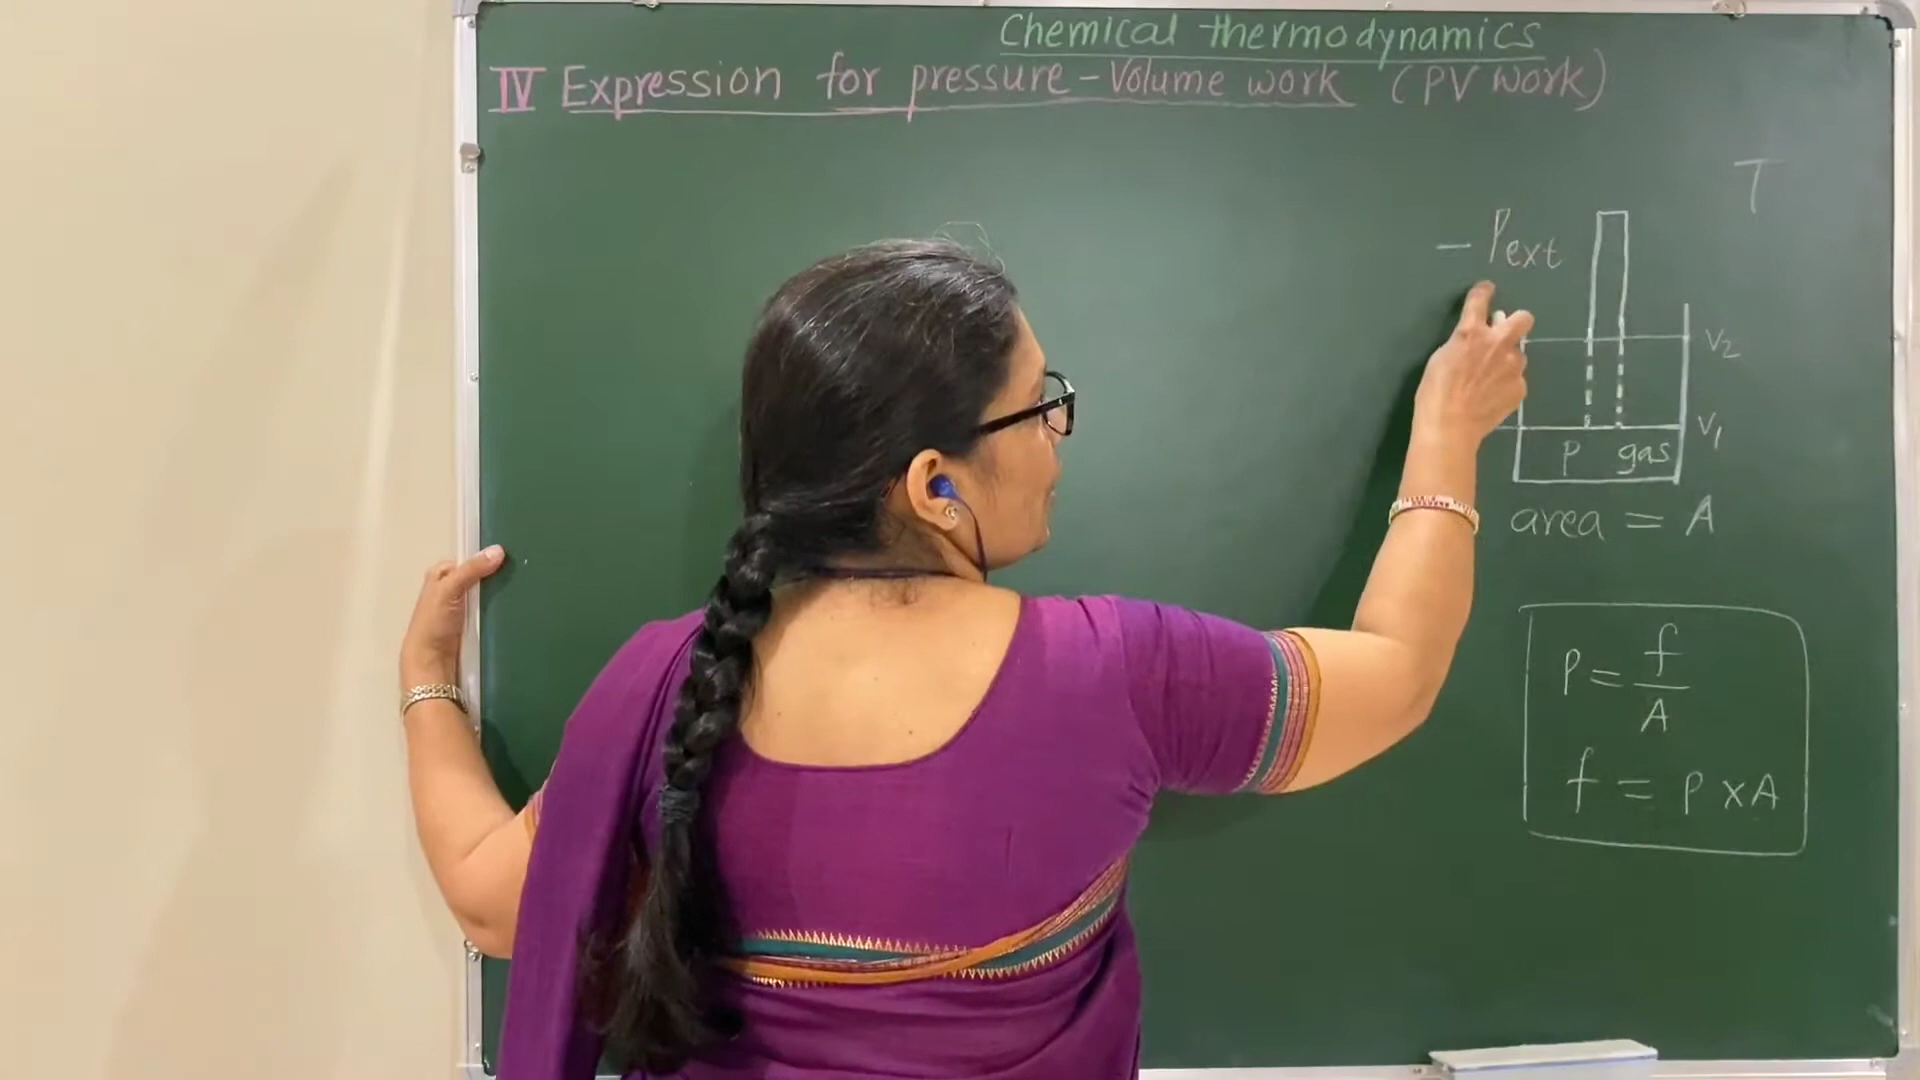 Chemical thermodynamics
IV Expression for pressure-Volume work (PV work)
T
- Pext
V2
V1
P gas
area = A
P = f/A
f = P x A